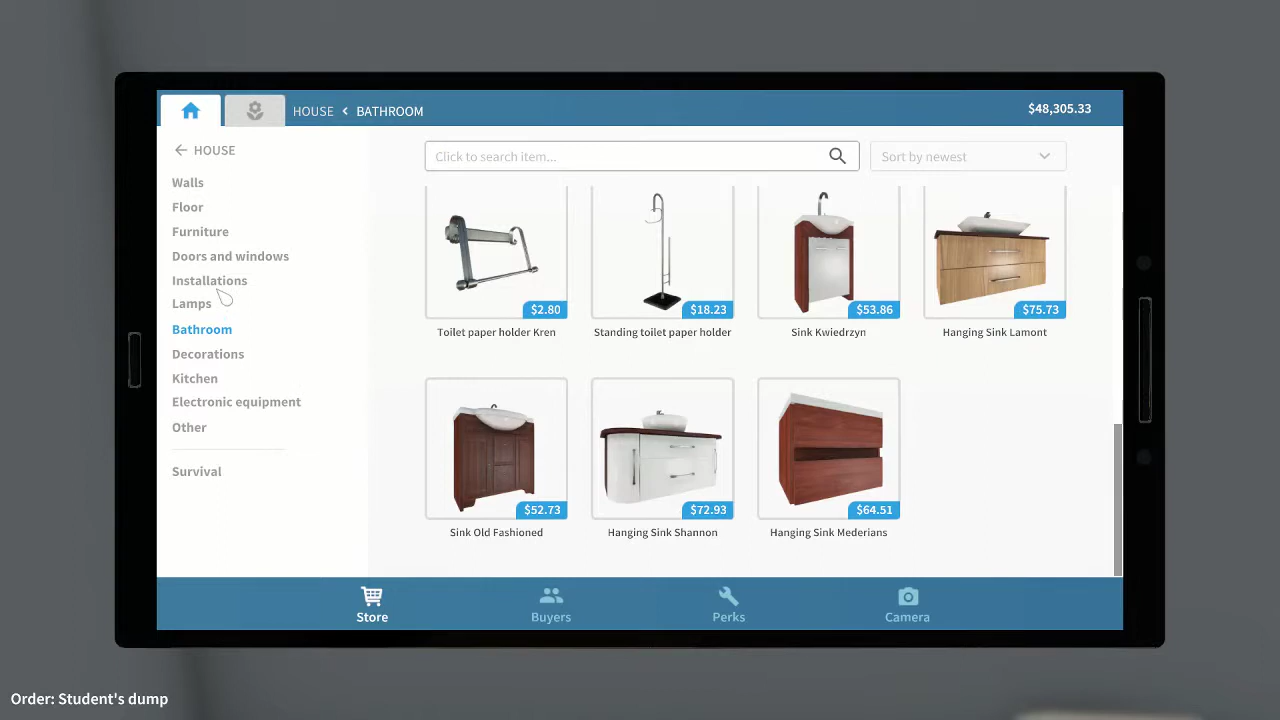 HOUSE < BATHROOM
$48,305.33
HOUSE
Click to search item...
Sort by newest
Walls
Floor
Furniture
Doors and windows
Installations
Lamps
Bathroom
Decorations
Kitchen
Electronic equipment
Other
Survival
$2.80
$18.23
$53.86
$75.73
Toilet paper holder Kren
Standing toilet paper holder
Sink Kwiedrzyn
Hanging Sink Lamont
$52.73
$72.93
$64.51
Sink Old Fashioned
Hanging Sink Shannon
Hanging Sink Mederians
Store
Buyers
Perks
Camera
Order: Student's dump